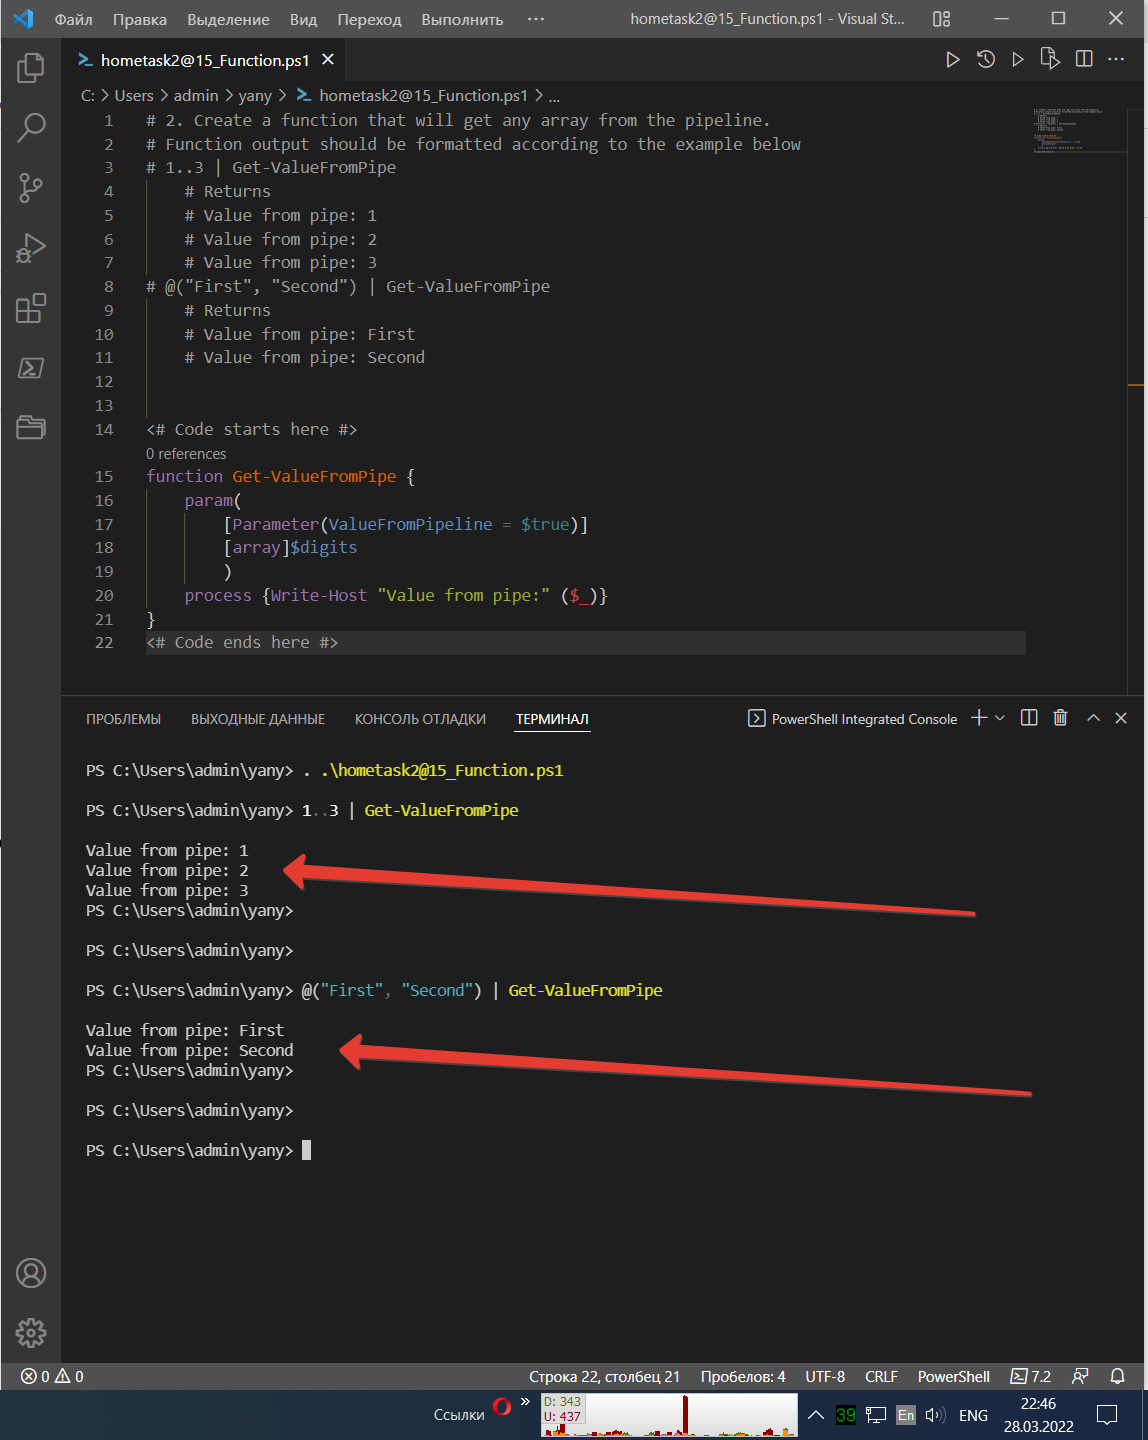 Файл Правка Выделение Вид Переход Выполнить ··· hometask2@15_Function.ps1 - Visual St...
hometask2@15_Function.ps1
C: > Users > admin > yany > hometask2@15_Function.ps1 > ...
1 # 2. Create a function that will get any array from the pipeline.
2 # Function output should be formatted according to the example below
3 # 1..3 | Get-ValueFromPipe
4 # Returns
5 # Value from pipe: 1
6 # Value from pipe: 2
7 # Value from pipe: 3
8 # @("First", "Second") | Get-ValueFromPipe
9 # Returns
10 # Value from pipe: First
11 # Value from pipe: Second
12
13
14 <# Code starts here #>
0 references
15 function Get-ValueFromPipe {
16 param(
17 [Parameter(ValueFromPipeline = $true)]
18 [array]$digits
19 )
20 process {Write-Host "Value from pipe:" ($_)}
21 }
22 <# Code ends here #>
ПРОБЛЕМЫ ВЫХОДНЫЕ ДАННЫЕ КОНСОЛЬ ОТЛАДКИ ТЕРМИНАЛ PowerShell Integrated Console
PS C:\Users\admin\yany> . .\hometask2@15_Function.ps1
PS C:\Users\admin\yany> 1..3 | Get-ValueFromPipe
Value from pipe: 1
Value from pipe: 2
Value from pipe: 3
PS C:\Users\admin\yany>
PS C:\Users\admin\yany>
PS C:\Users\admin\yany> @("First", "Second") | Get-ValueFromPipe
Value from pipe: First
Value from pipe: Second
PS C:\Users\admin\yany>
PS C:\Users\admin\yany>
PS C:\Users\admin\yany>
0 0 Строка 22, столбец 21 Пробелов: 4 UTF-8 CRLF PowerShell 7.2
Ссылки » D: 343
U: 437
39 En ENG 22:46
28.03.2022